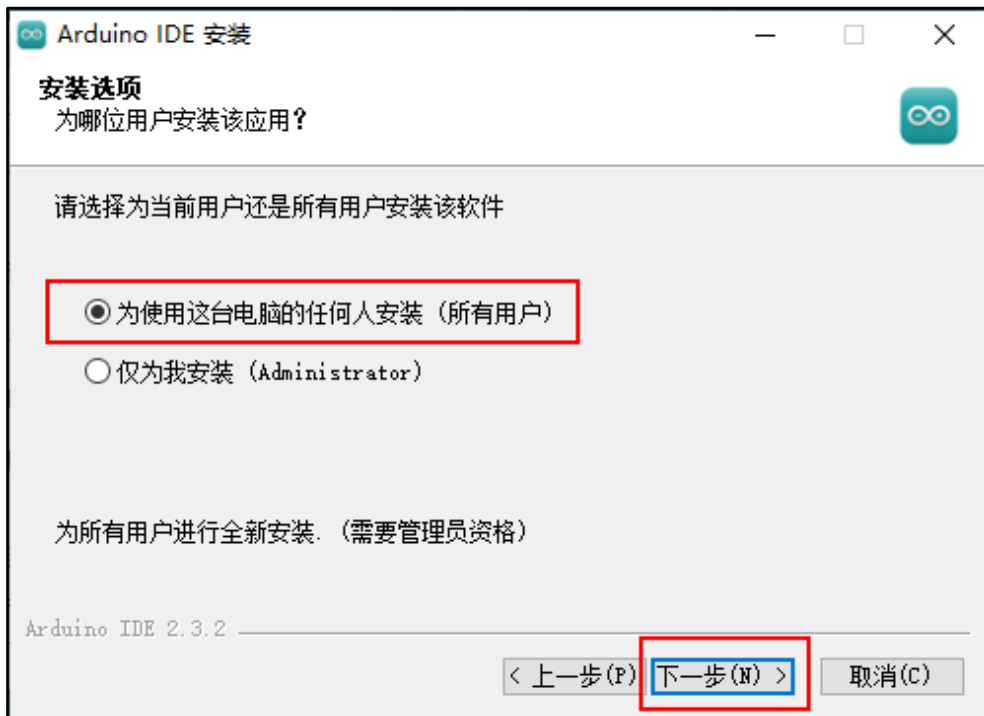 Arduino IDE 安装
安装选项
为哪位用户安装该应用?
请选择为当前用户还是所有用户安装该软件
为使用这台电脑的任何人安装 (所有用户)
仅为我安装 (Administrator)
为所有用户进行全新安装. (需要管理员资格)
Arduino IDE 2.3.2
< 上一步(P) 下一步(N) > 取消(C)